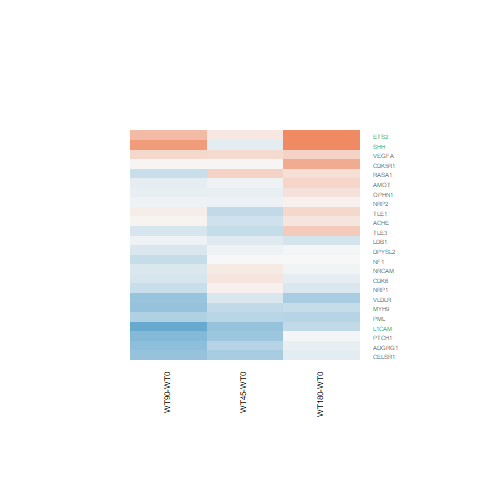 ETS2
SHH
VEGFA
CDK5R1
RASA1
AMOT
OPHN1
NRP2
TLE1
ACHE
TLE3
LDB1
DPYSL2
NF1
NRCAM
CDK6
NRP1
VLDLR
MYH9
PML
L1CAM
PTCH1
ADGRG1
CELSR1
WT90-WT0
WT45-WT0
WT180-WT0